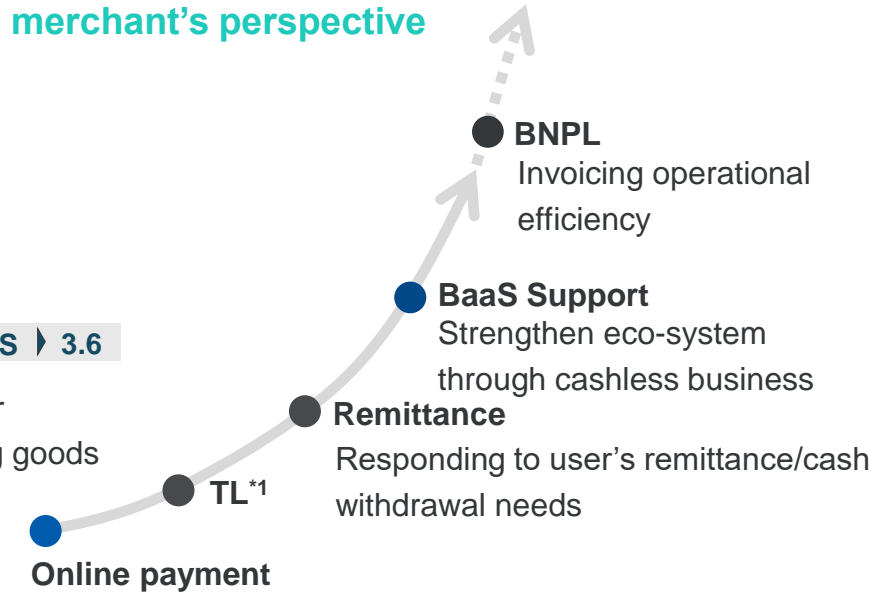 merchant's perspective
BNPL
Invoicing operational
efficiency
BaaS Support
Strengthen eco-system
through cashless business
S 3.6
goods
Remittance
Responding to user's remittance/cash
withdrawal needs
TL*1
Online payment